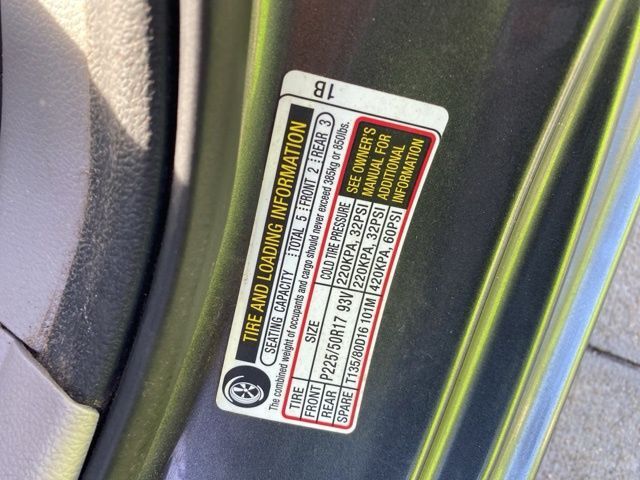 1B
TIRE AND LOADING INFORMATION
SEATING CAPACITY TOTAL 5 FRONT 2 REAR 3
The combined weight of occupants and cargo should never exceed 385kg or 850lbs.
TIRE SIZE COLD TIRE PRESSURE
FRONT P225/50R17 93V 220KPA, 32PSI
REAR 220KPA, 32PSI
SPARE T135/80D16 101M 420KPA, 60PSI
SEE OWNER'S
MANUAL FOR
ADDITIONAL
INFORMATION